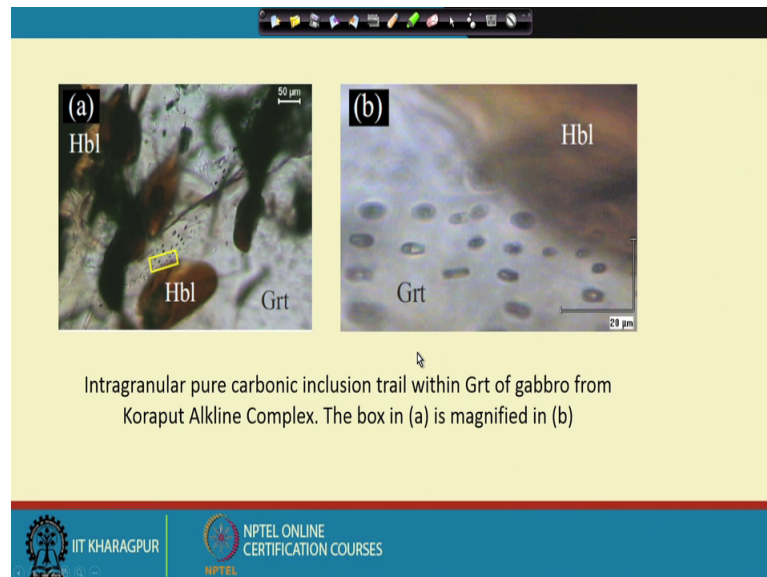 (a)
50 µm
Hbl
Hbl
Grt
(b)
Hbl
Grt
20 µm
Intragranular pure carbonic inclusion trail within Grt of gabbro from
Koraput Alkline Complex. The box in (a) is magnified in (b)
IIT KHARAGPUR
NPTEL
NPTEL ONLINE
CERTIFICATION COURSES